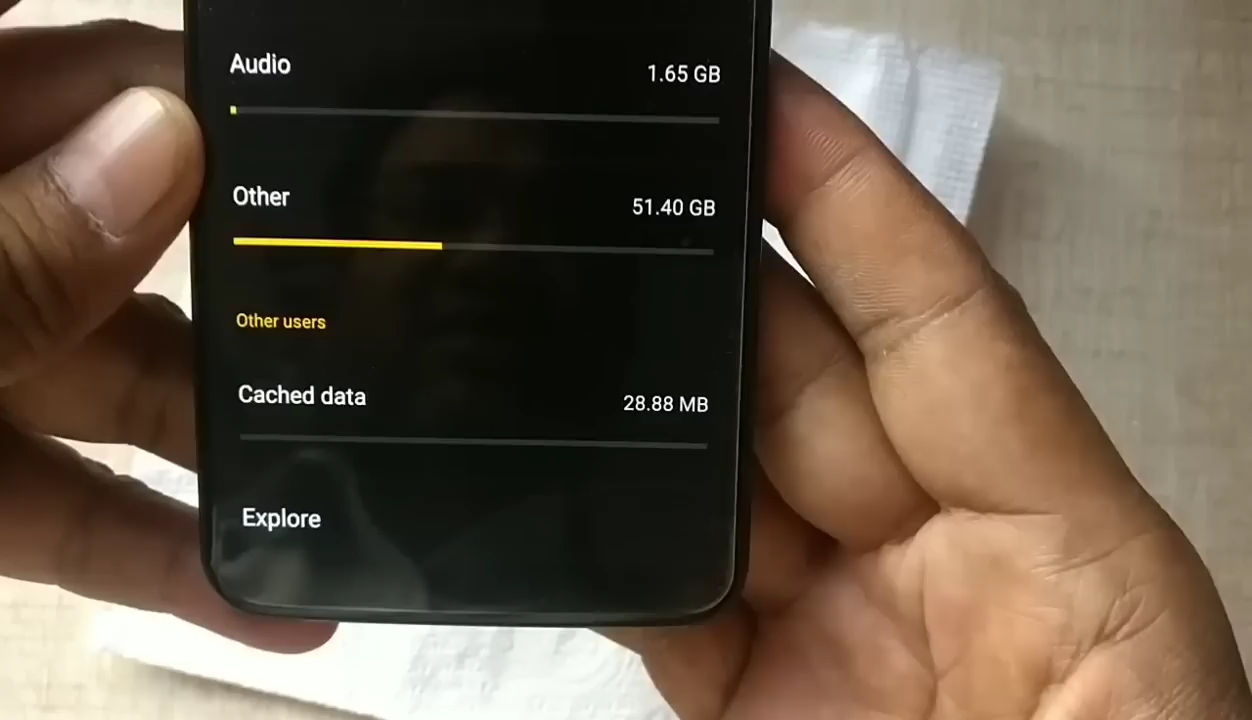 Audio
1.65 GB
Other
51.40 GB
Other users
Cached data
28.88 MB
Explore